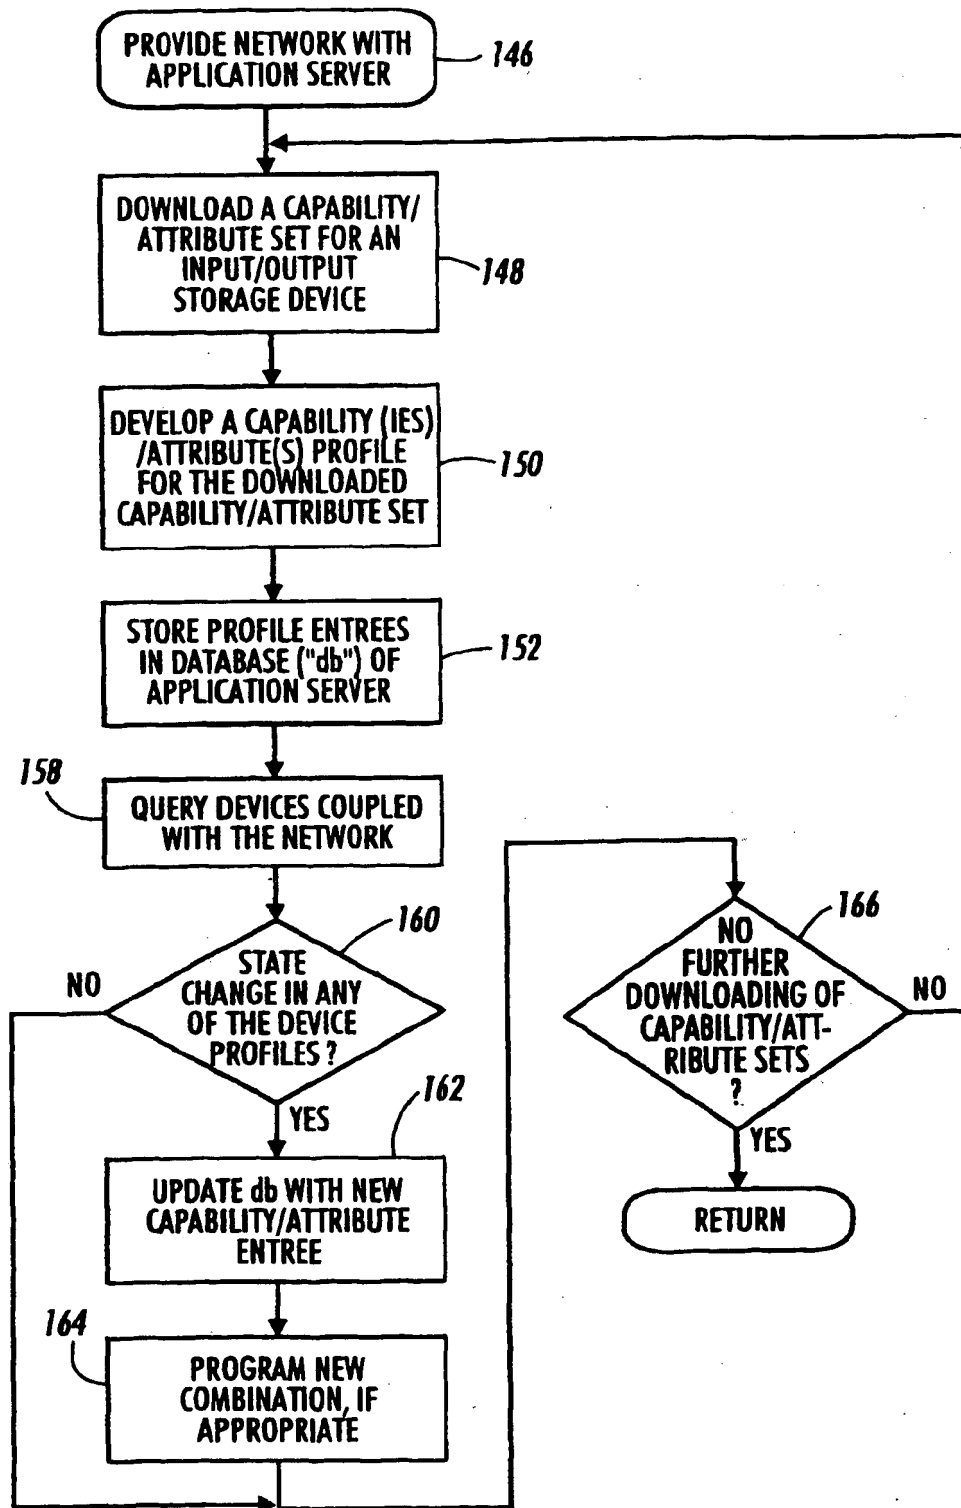 PROVIDE NETWORK WITH
APPLICATION SERVER
146
DOWNLOAD A CAPABILITY/
ATTRIBUTE SET FOR AN
INPUT/OUTPUT
STORAGE DEVICE
148
DEVELOP A CAPABILITY (IES)
/ATTRIBUTE(S) PROFILE
FOR THE DOWNLOADED
CAPABILITY/ATTRIBUTE SET
150
STORE PROFILE ENTREES
IN DATABASE ("db") OF
APPLICATION SERVER
152
158
QUERY DEVICES COUPLED
WITH THE NETWORK
160
STATE
CHANGE IN ANY
OF THE DEVICE
PROFILES ?
NO
YES
162
UPDATE db WITH NEW
CAPABILITY/ATTRIBUTE
ENTREE
164
PROGRAM NEW
COMBINATION, IF
APPROPRIATE
166
NO
FURTHER
DOWNLOADING OF
CAPABILITY/ATT-
RIBUTE SETS
?
NO
YES
RETURN